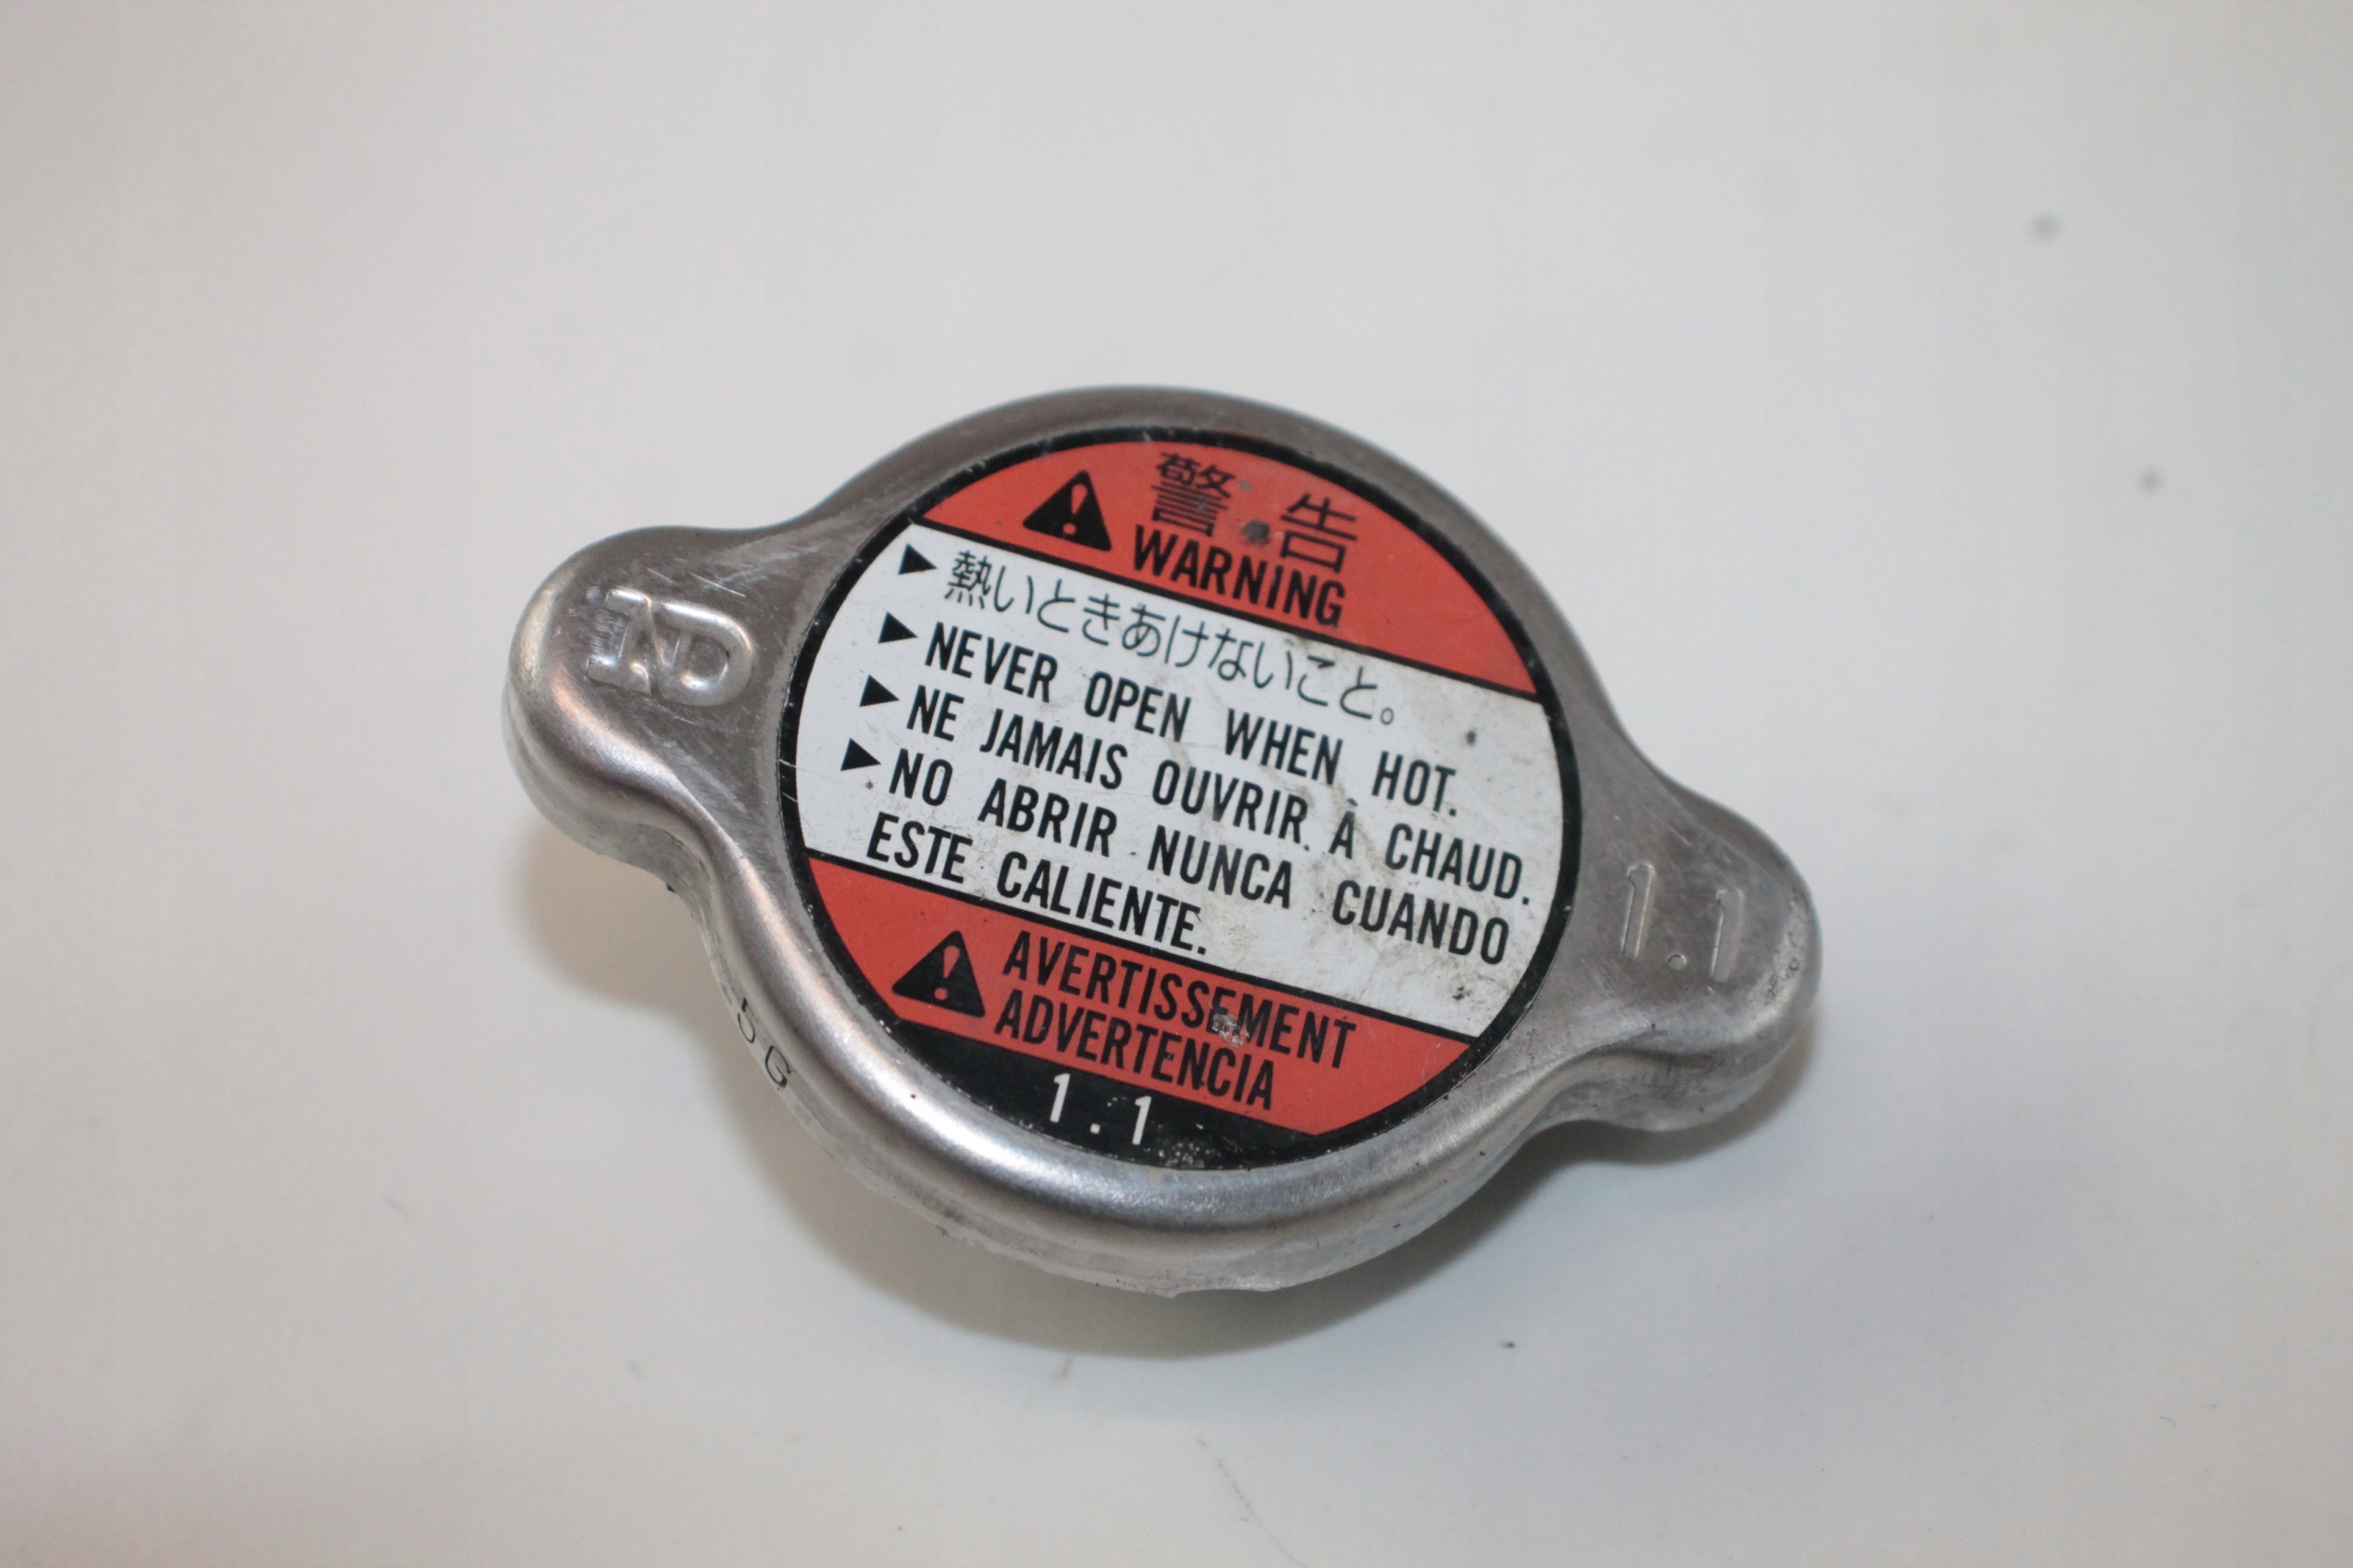 警告
WARNING
熱いときあけないこと。
NEVER OPEN WHEN HOT.
NE JAMAIS OUVRIR À CHAUD.
NO ABRIR NUNCA CUANDO
ESTE CALIENTE.
AVERTISSEMENT
ADVERTENCIA
1.1
ND
1.1
5G